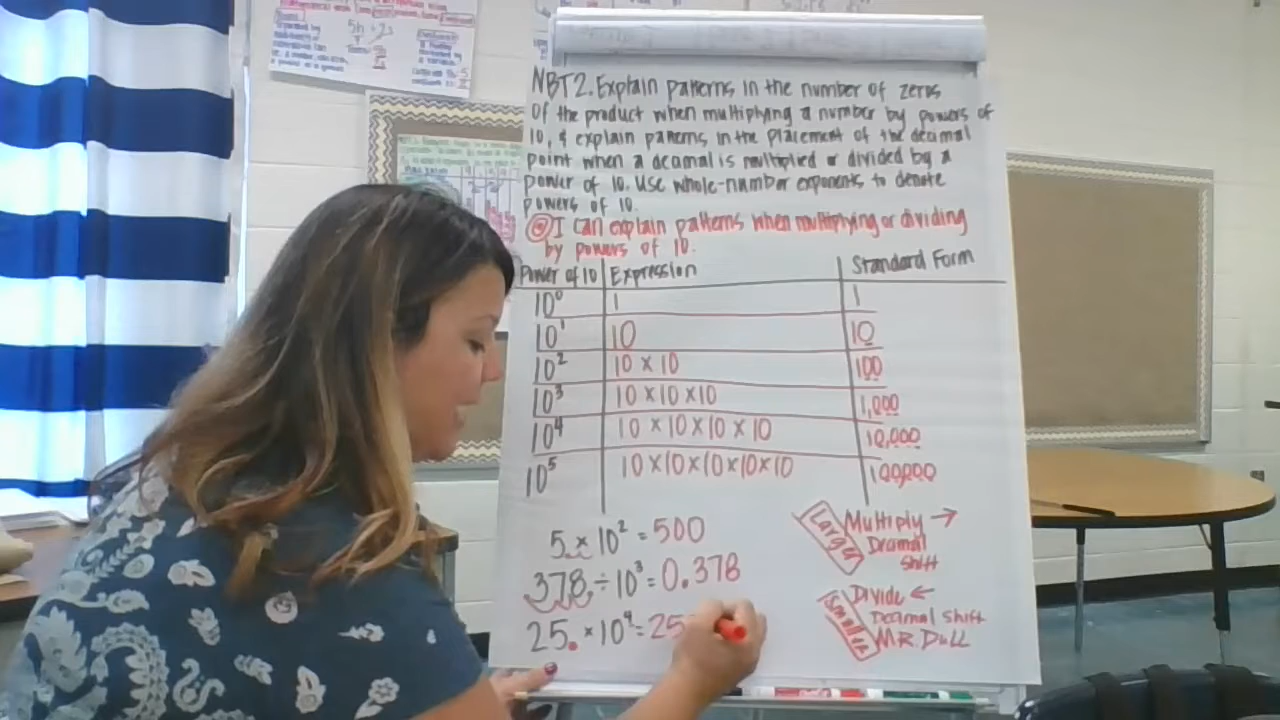 NBT2. Explain patterns in the number of zeros
of the product when multiplying a number by powers of
10, & explain patterns in the placement of the decimal
point when a decimal is multiplied or divided by a
power of 10. Use whole-number exponents to denote
powers of 10.
I can explain patterns when multiplying or dividing
by powers of 10.
Power of 10 Expression Standard Form
10⁰ 1 1
10¹ 10 10
10² 10 × 10 100
10³ 10 × 10 × 10 1,000
10⁴ 10 × 10 × 10 × 10 10,000
10⁵ 10 × 10 × 10 × 10 × 10 100,000
5 × 10² = 500
378 ÷ 10³ = 0.378
25. × 10⁴ = 25
Larger
Multiply →
Decimal
Shift
Smaller
Divide ←
Decimal Shift
MR. DULL